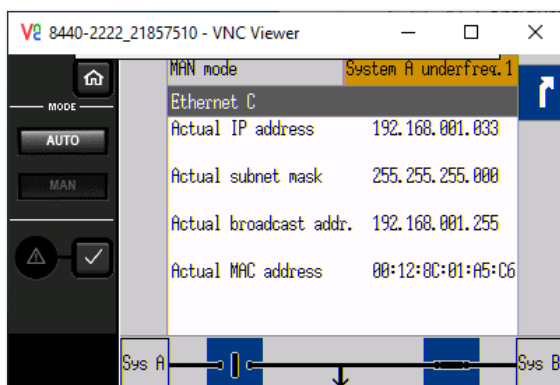 8440-2222_21857510 - VNC Viewer
MAN mode System A underfreq.1
MODE
Ethernet C
AUTO
Actual IP address 192.168.001.033
MAN
Actual subnet mask 255.255.255.000
Actual broadcast addr. 192.168.001.255
Actual MAC address 00:12:8C:01:A5:C6
Sys A Sys B